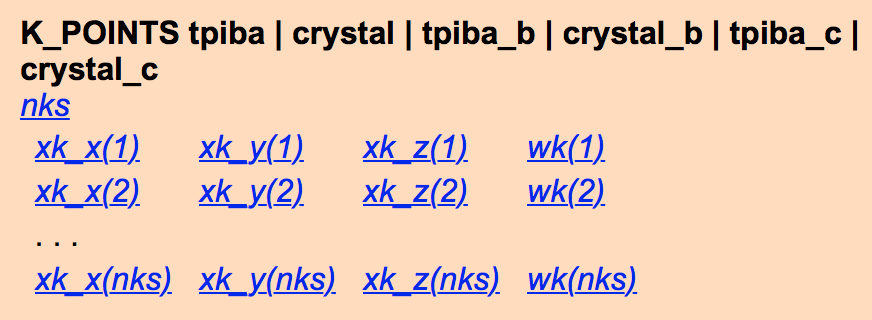 K_POINTS tpiba | crystal | tpiba_b | crystal_b | tpiba_c |
crystal_c
nks
xk_x(1) xk_y(1) xk_z(1) wk(1)
xk_x(2) xk_y(2) xk_z(2) wk(2)
. . .
xk_x(nks) xk_y(nks) xk_z(nks) wk(nks)